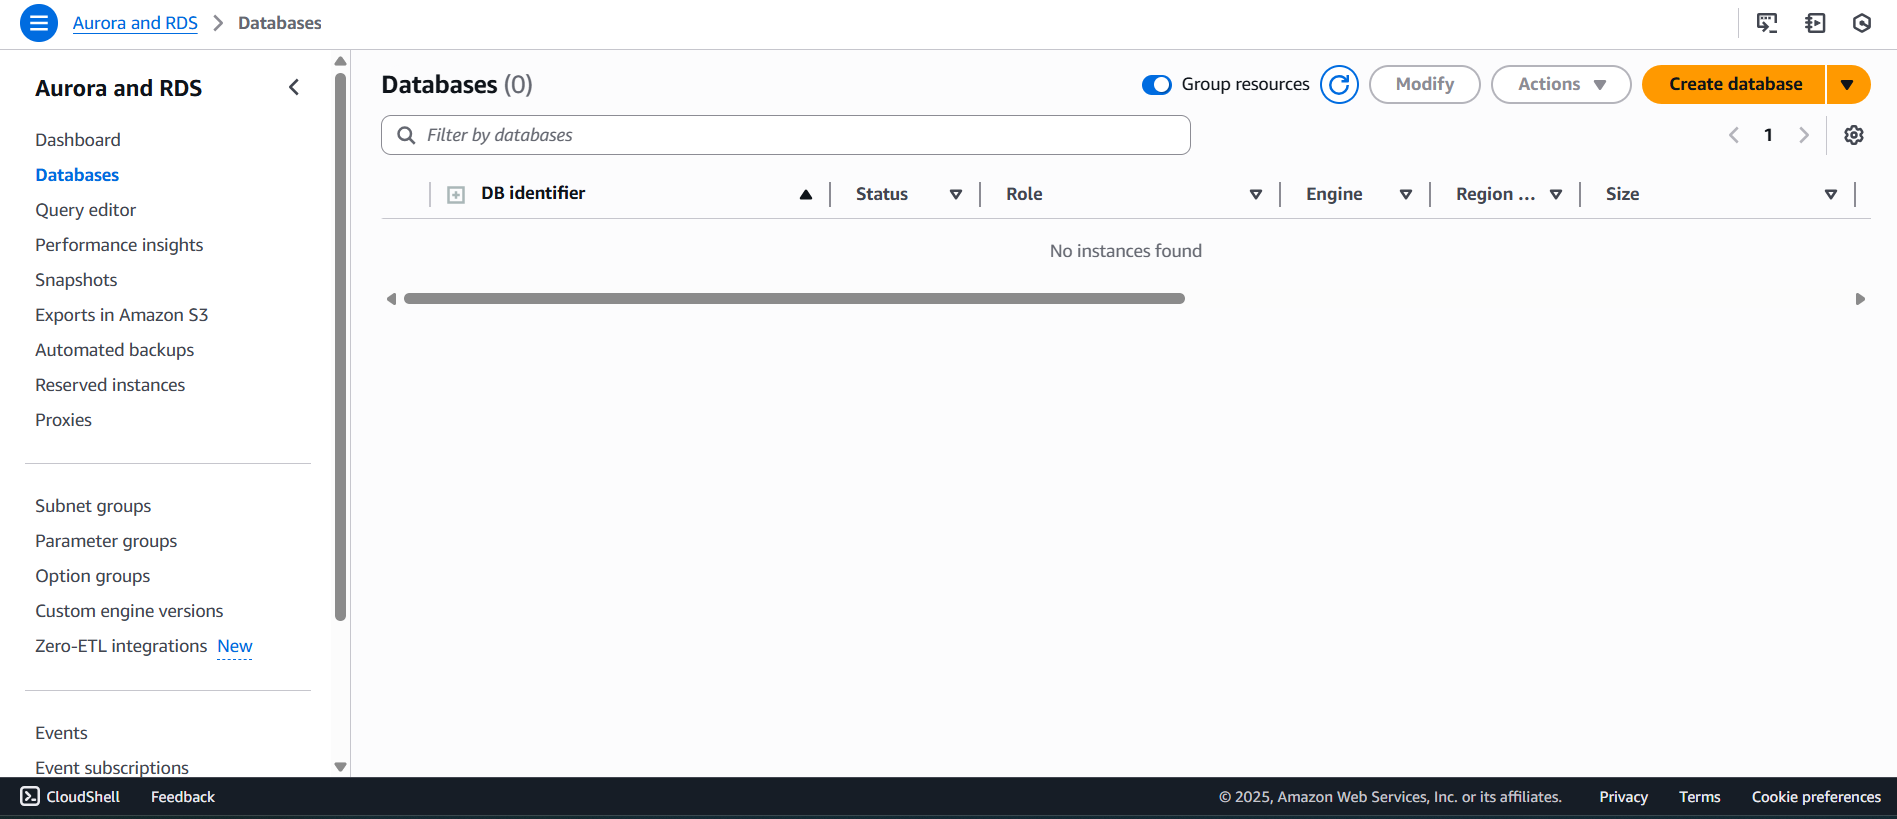 Aurora and RDS > Databases
Aurora and RDS
Dashboard
Databases
Query editor
Performance insights
Snapshots
Exports in Amazon S3
Automated backups
Reserved instances
Proxies
Subnet groups
Parameter groups
Option groups
Custom engine versions
Zero-ETL integrations New
Events
Event subscriptions
Databases (0)
Group resources
Modify
Actions
Create database
Filter by databases
1
DB identifier
Status
Role
Engine
Region ...
Size
No instances found
CloudShell
Feedback
© 2025, Amazon Web Services, Inc. or its affiliates.
Privacy
Terms
Cookie preferences